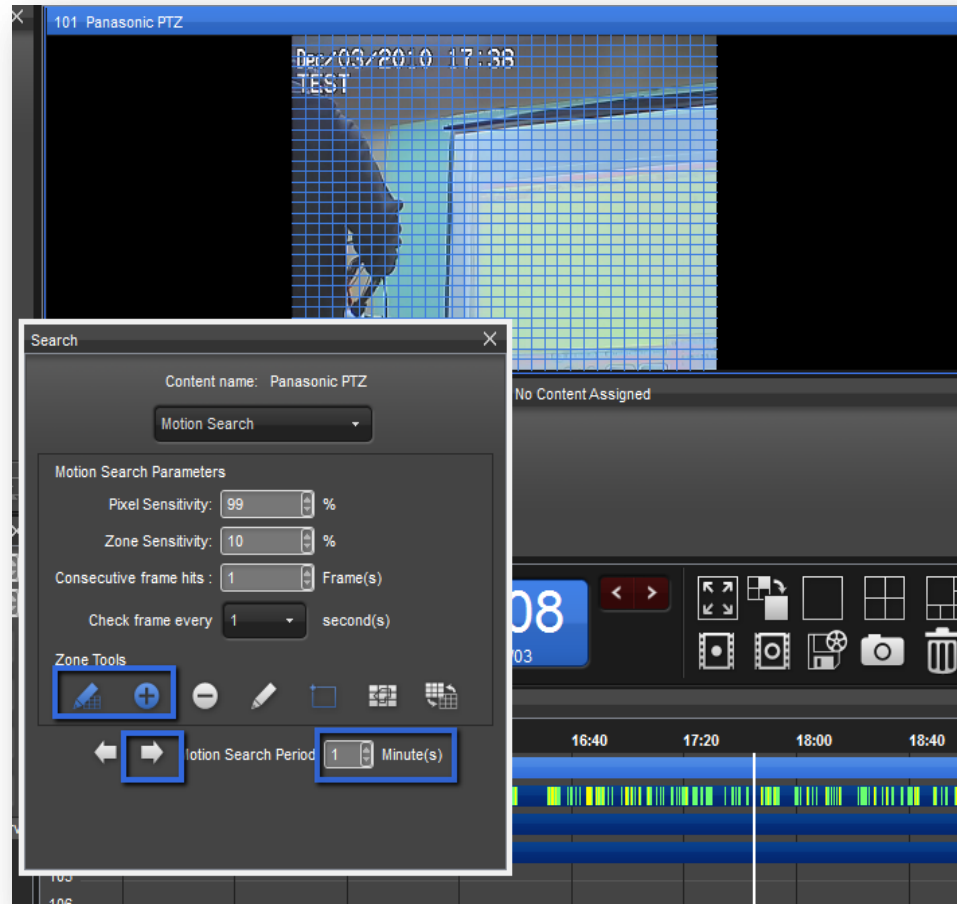 101 Panasonic PTZ
Dec/03/2010 17:38
TEST
Search
Content name: Panasonic PTZ
No Content Assigned
Motion Search
Motion Search Parameters
Pixel Sensitivity: 99 %
Zone Sensitivity: 10 %
Consecutive frame hits : 1 Frame(s)
Check frame every 1 second(s)
08
/03
Zone Tools
otion Search Period 1 Minute(s)
16:40 17:20 18:00 18:40
106